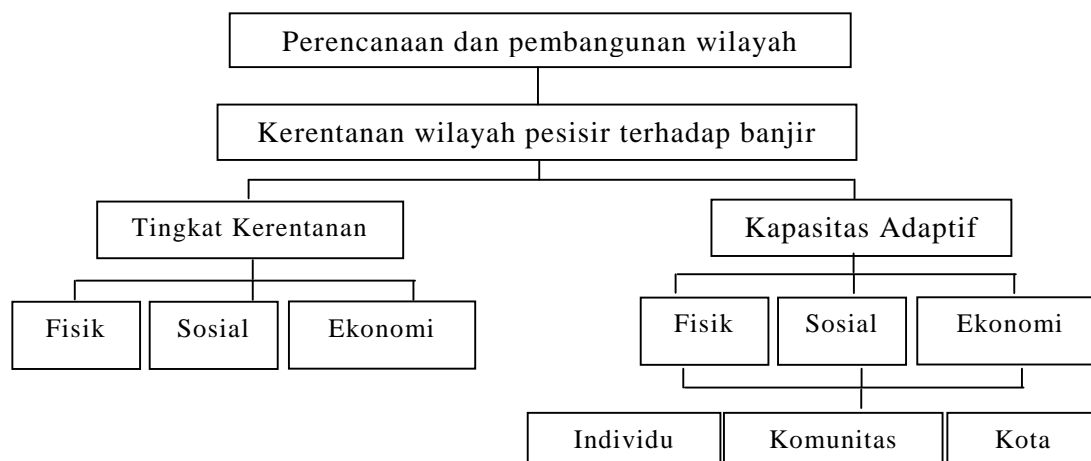 Perencanaan dan pembangunan wilayah
Kerentanan wilayah pesisir terhadap banjir
Tingkat Kerentanan
Kapasitas Adaptif
Fisik
Sosial
Ekonomi
Fisik
Sosial
Ekonomi
Individu
Komunitas
Kota